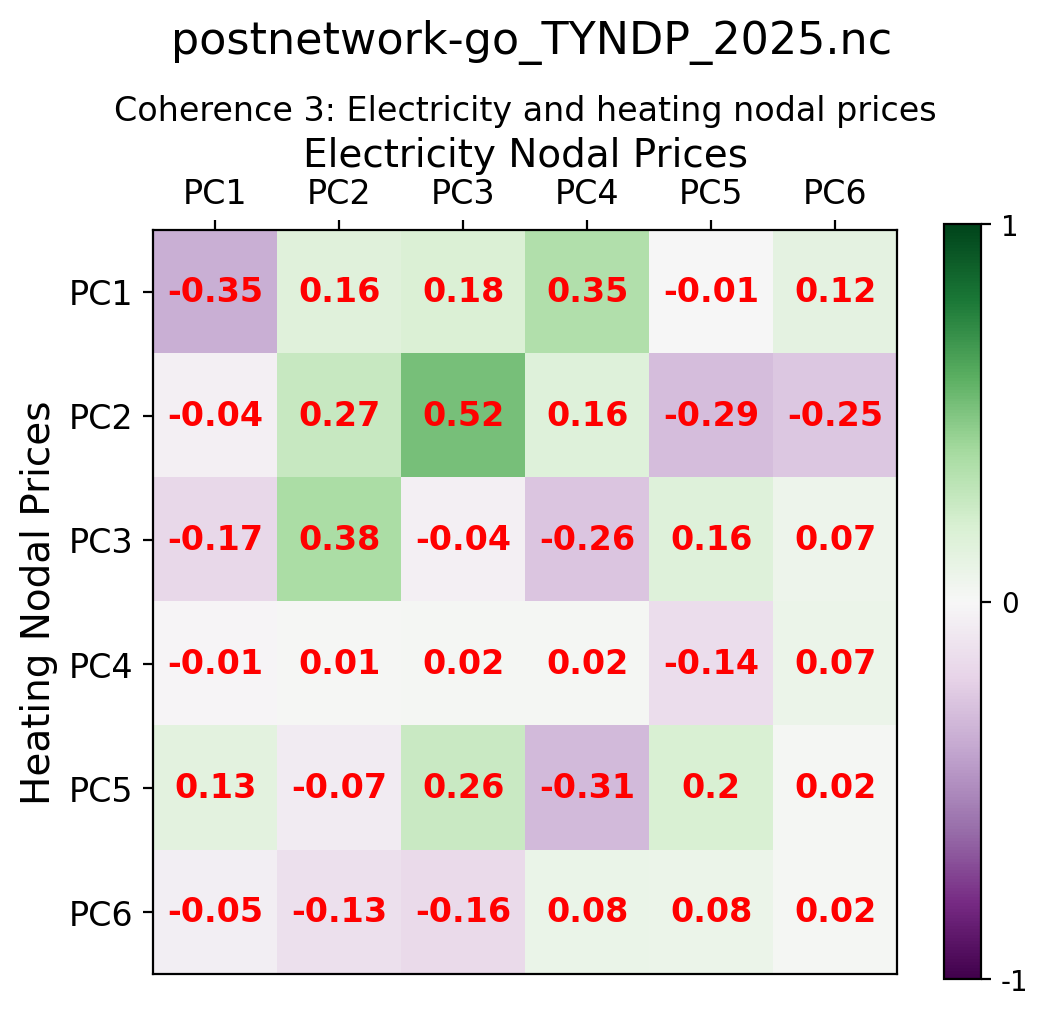 postnetwork-go_TYNDP_2025.nc
Coherence 3: Electricity and heating nodal prices
Electricity Nodal Prices
PC1 PC2 PC3 PC4 PC5 PC6
Heating Nodal Prices
PC1 -0.35 0.16 0.18 0.35 -0.01 0.12
PC2 -0.04 0.27 0.52 0.16 -0.29 -0.25
PC3 -0.17 0.38 -0.04 -0.26 0.16 0.07
PC4 -0.01 0.01 0.02 0.02 -0.14 0.07
PC5 0.13 -0.07 0.26 -0.31 0.2 0.02
PC6 -0.05 -0.13 -0.16 0.08 0.08 0.02
1
0
-1